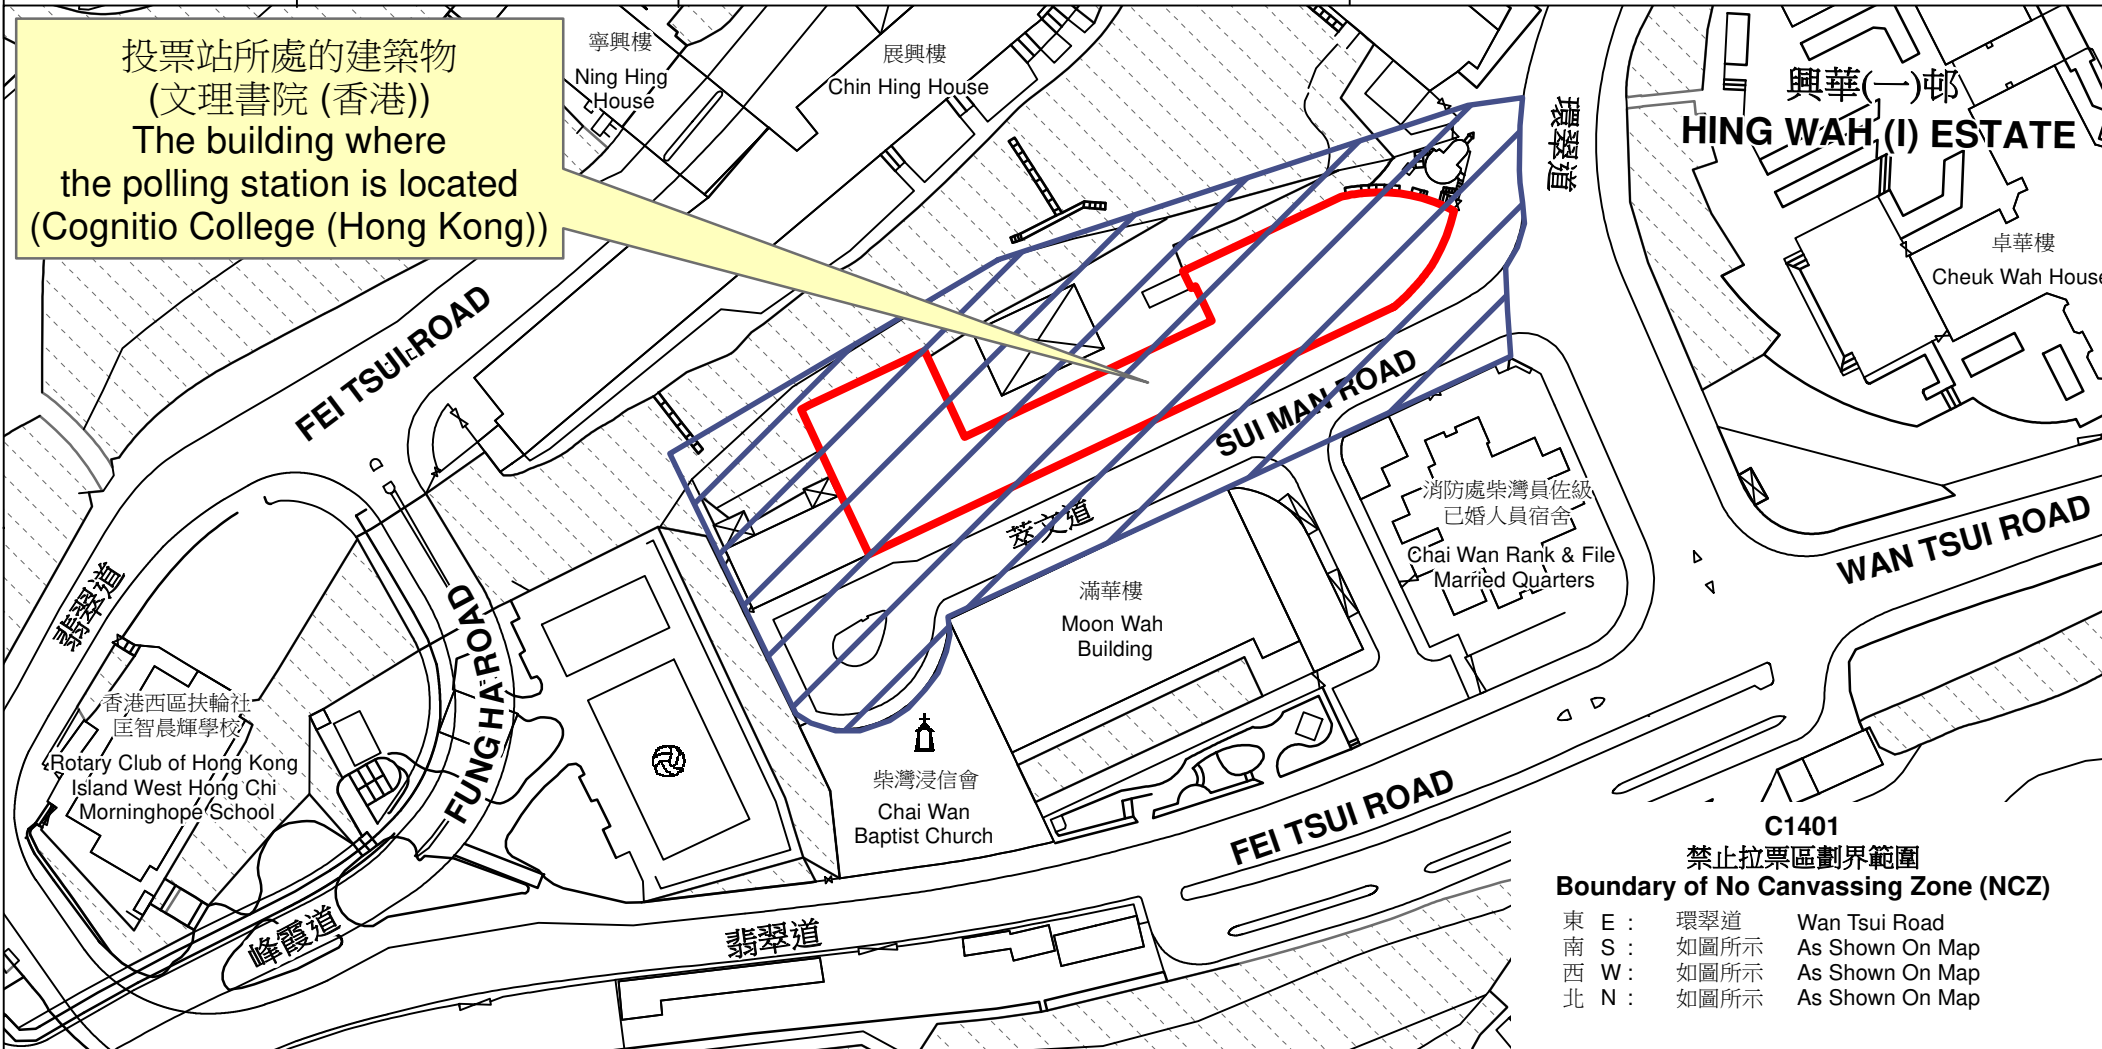 投票站所處的建築物
(文理書院 (香港))
The building where
the polling station is located
(Cognitio College (Hong Kong))
寧興樓
Ning Hing
House
展興樓
Chin Hing House
環翠道
興華(一)邨
HING WAH (I) ESTATE
卓華樓
Cheuk Wah House
FEI TSUI ROAD
SUI MAN ROAD
萃文道
消防處柴灣員佐級
已婚人員宿舍
Chai Wan Rank & File
Married Quarters
WAN TSUI ROAD
滿華樓
Moon Wah
Building
翡翠道
FUNG HA ROAD
香港西區扶輪社
匡智晨輝學校
Rotary Club of Hong Kong
Island West Hong Chi
Morninghope School
柴灣浸信會
Chai Wan
Baptist Church
FEI TSUI ROAD
峰霞道
翡翠道
C1401
禁止拉票區劃界範圍
Boundary of No Canvassing Zone (NCZ)
東 E : 環翠道 Wan Tsui Road
南 S : 如圖所示 As Shown On Map
西 W : 如圖所示 As Shown On Map
北 N : 如圖所示 As Shown On Map